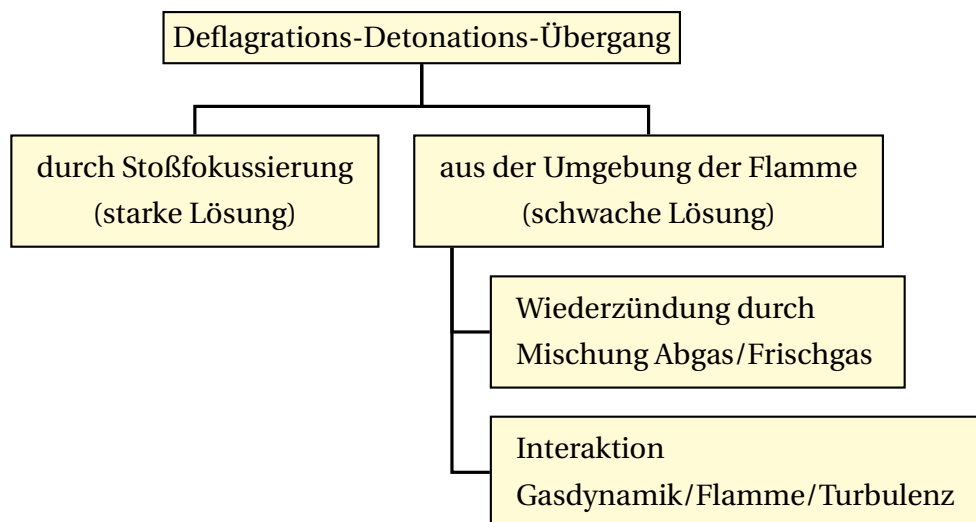 Deflagrations-Detonations-Übergang
durch Stoßfokussierung
(starke Lösung)
aus der Umgebung der Flamme
(schwache Lösung)
Wiederzündung durch
Mischung Abgas/Frischgas
Interaktion
Gasdynamik/Flamme/Turbulenz